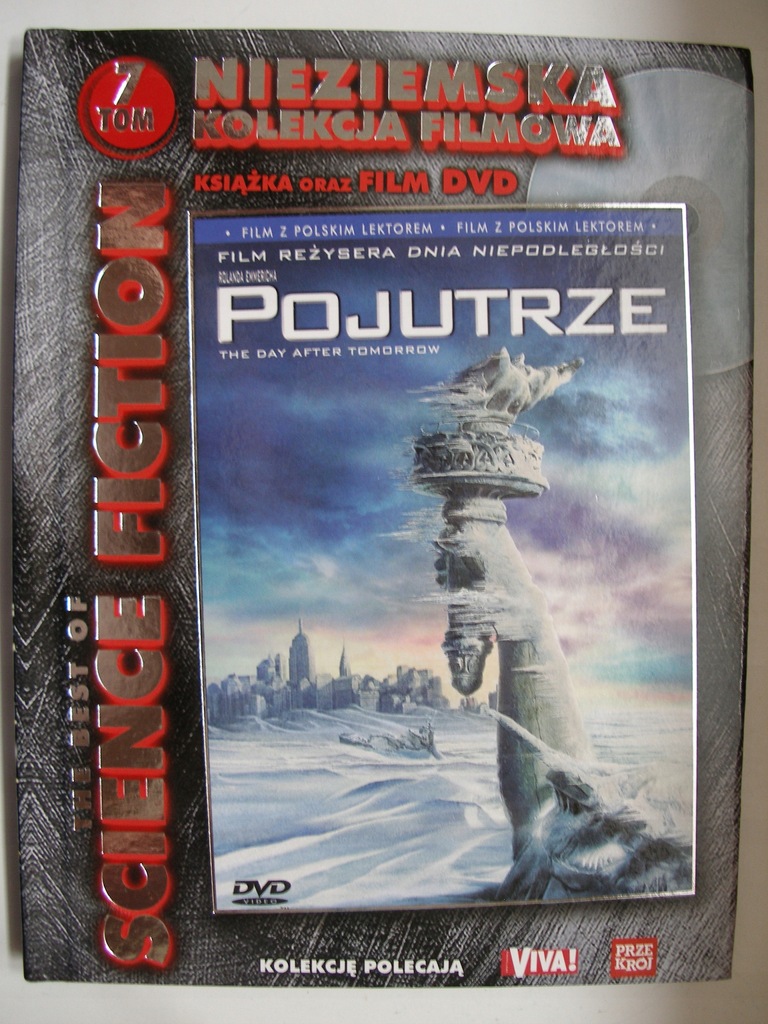 7
TOM
NIEZIEMSKA
KOLEKCJA FILMOWA
KSIĄŻKA ORAZ FILM DVD
THE BEST OF
SCIENCE FICTION
• FILM Z POLSKIM LEKTOREM • FILM Z POLSKIM LEKTOREM •
FILM REŻYSERA DNIA NIEPODLEGŁOŚCI
ROLANDA EMMERICHA
POJUTRZE
THE DAY AFTER TOMORROW
DVD
VIDEO
KOLEKCJĘ POLECAJĄ
VIVA!
PRZE
KRÓJ